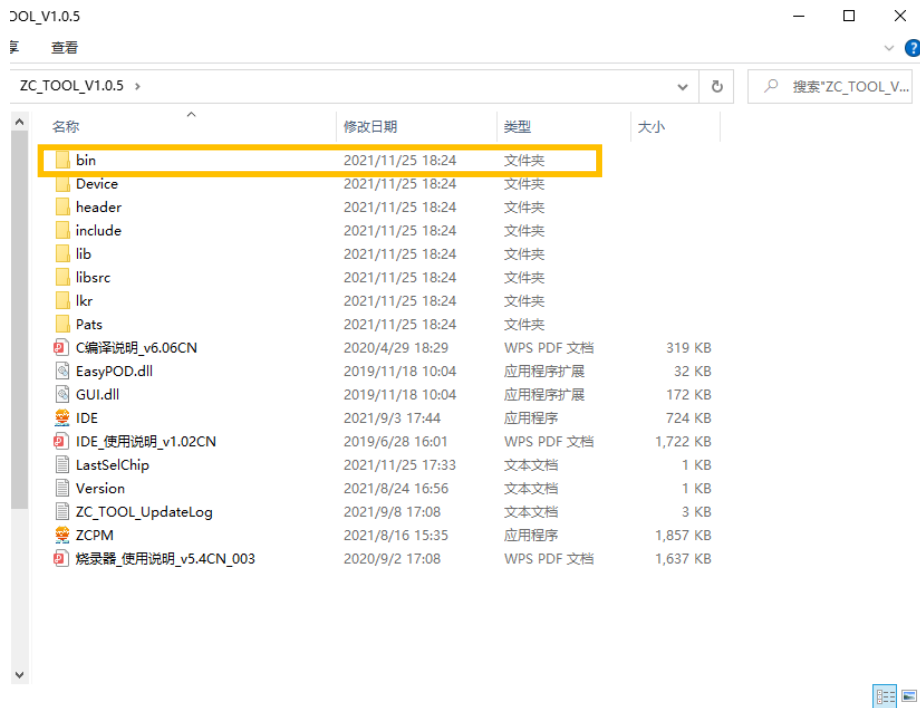 OOL_V1.0.5
享 查看
ZC_TOOL_V1.0.5 搜索"ZC_TOOL_V...
名称 修改日期 类型 大小
bin 2021/11/25 18:24 文件夹
Device 2021/11/25 18:24 文件夹
header 2021/11/25 18:24 文件夹
include 2021/11/25 18:24 文件夹
lib 2021/11/25 18:24 文件夹
libsrc 2021/11/25 18:24 文件夹
lkr 2021/11/25 18:24 文件夹
Pats 2021/11/25 18:24 文件夹
C编译说明_v6.06CN 2020/4/29 18:29 WPS PDF 文档 319 KB
EasyPOD.dll 2019/11/18 10:04 应用程序扩展 32 KB
GUI.dll 2019/11/18 10:04 应用程序扩展 172 KB
IDE 2021/9/3 17:44 应用程序 724 KB
IDE_使用说明_v1.02CN 2019/6/28 16:01 WPS PDF 文档 1,722 KB
LastSelChip 2021/11/25 17:33 文本文档 1 KB
Version 2021/8/24 16:56 文本文档 1 KB
ZC_TOOL_UpdateLog 2021/9/8 17:08 文本文档 3 KB
ZCPM 2021/8/16 15:35 应用程序 1,857 KB
烧录器_使用说明_v5.4CN_003 2020/9/2 17:08 WPS PDF 文档 1,637 KB